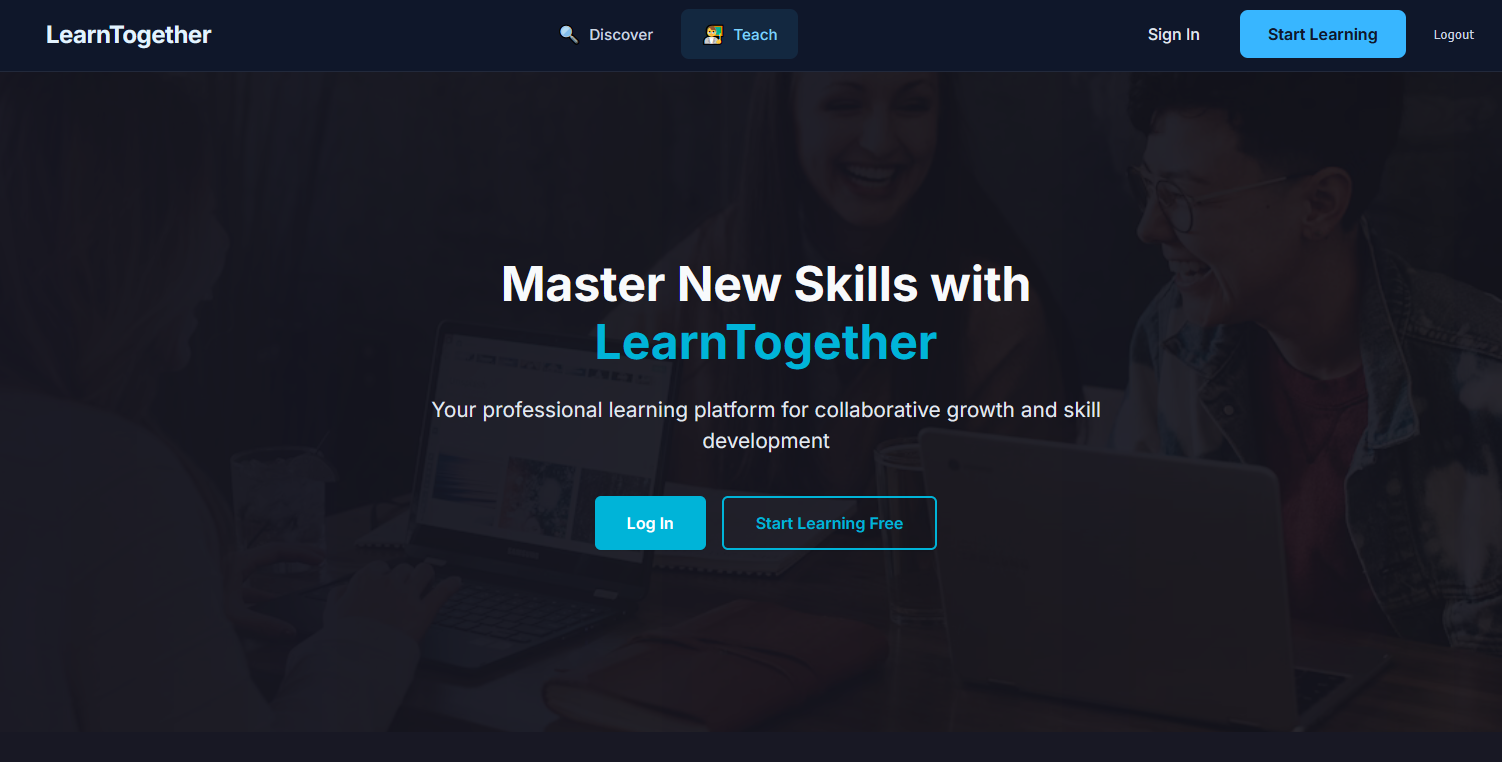 LearnTogether
🔍 Discover
🧑‍🏫 Teach
Sign In
Start Learning
Logout
Master New Skills with
LearnTogether
Your professional learning platform for collaborative growth and skill
development
Log In
Start Learning Free